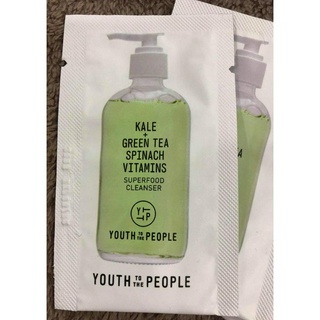 KALE
+
GREEN TEA
SPINACH
VITAMINS
SUPERFOOD
CLEANSER
Y T P
YOUTH TO THE PEOPLE
YOUTH TO THE PEOPLE